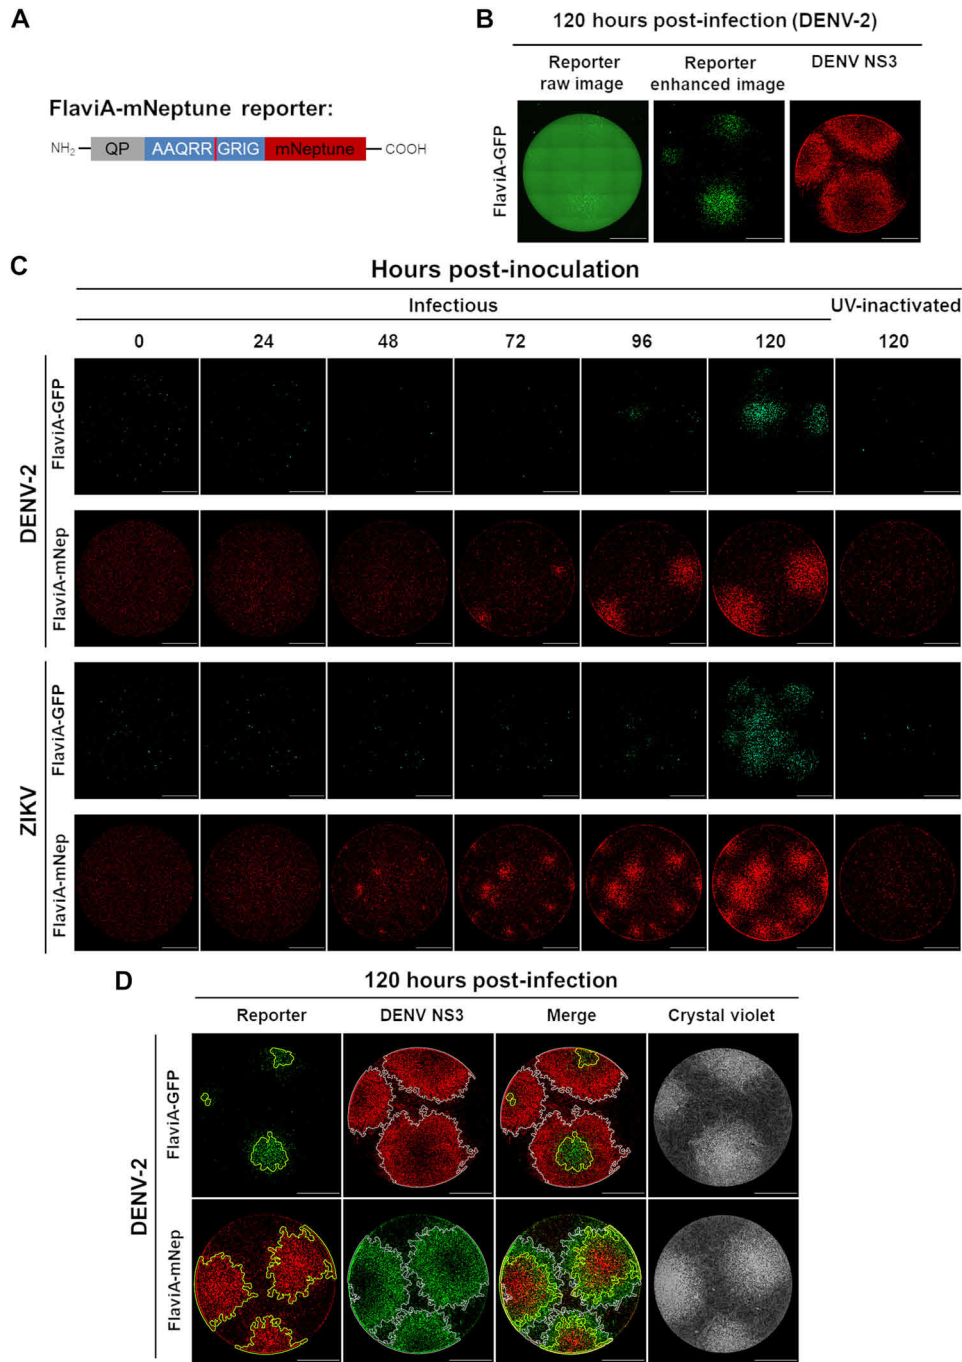 A
FlaviA-mNeptune reporter:
NH2 QP AAQRR GRIG mNeptune COOH
B
120 hours post-infection (DENV-2)
Reporter raw image
Reporter enhanced image
DENV NS3
FlaviA-GFP
C
Hours post-inoculation
Infectious UV-inactivated
0 24 48 72 96 120 120
DENV-2
FlaviA-GFP
FlaviA-mNep
ZIKV
FlaviA-GFP
FlaviA-mNep
D
120 hours post-infection
Reporter DENV NS3 Merge Crystal violet
DENV-2
FlaviA-GFP
FlaviA-mNep